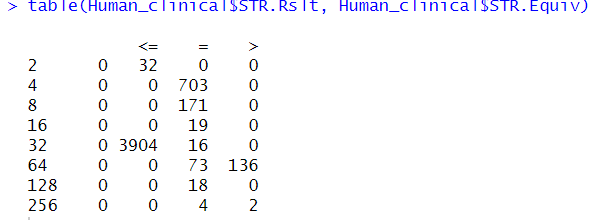 > table(Human_clinical$STR.Rslt, Human_clinical$STR.Equiv)
<= = >
2 0 32 0 0
4 0 0 703 0
8 0 0 171 0
16 0 0 19 0
32 0 3904 16 0
64 0 0 73 136
128 0 0 18 0
256 0 0 4 2